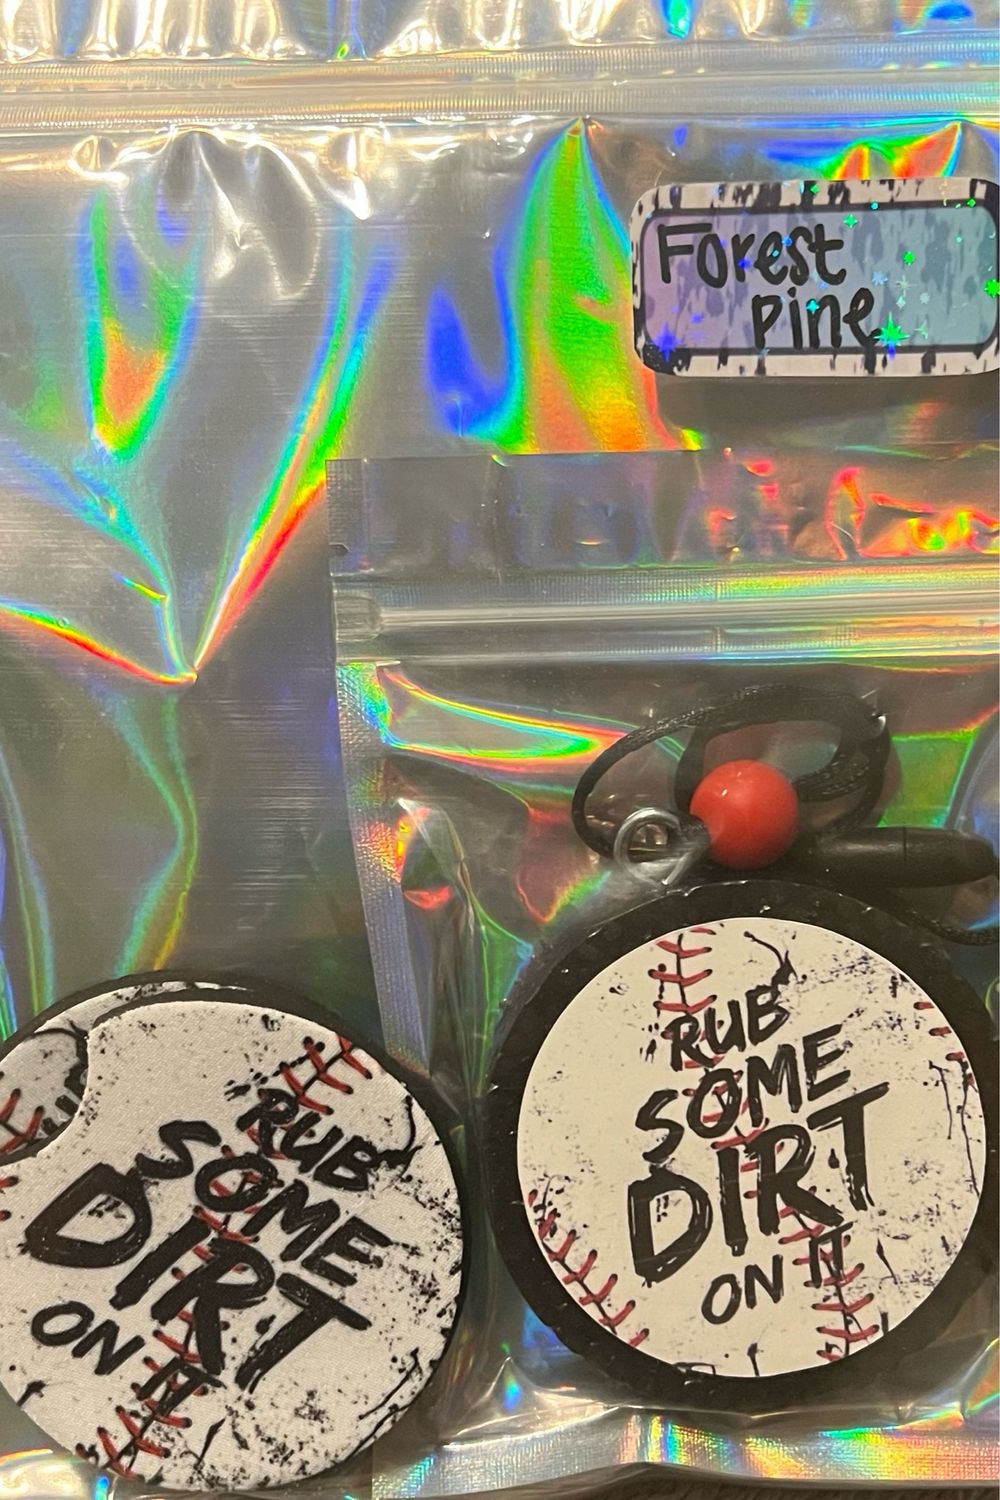 Forest
pine
RUB
SOME
DIRT
ON IT
RUB
SOME
DIRT
ON IT